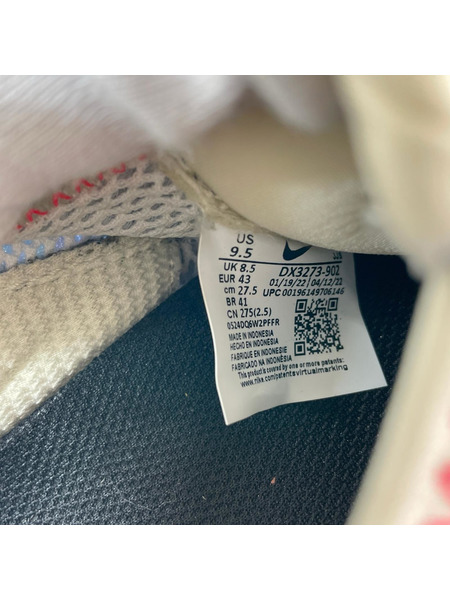 US
9.5
UK 8.5
EUR 43
cm 27.5
BR 41
CN 275(2.5)
0524DQ6W2PFFR
DX3273-902
01/19/22 04/12/22
UPC 00196149706146
MADE IN INDONESIA
HECHO EN INDONESIA
FABRIQUE EN INDONESIE
FABRICADO NA INDONÉSIA
This product is covered by one or more patents:
www.nike.com/patentsvirtualmarking